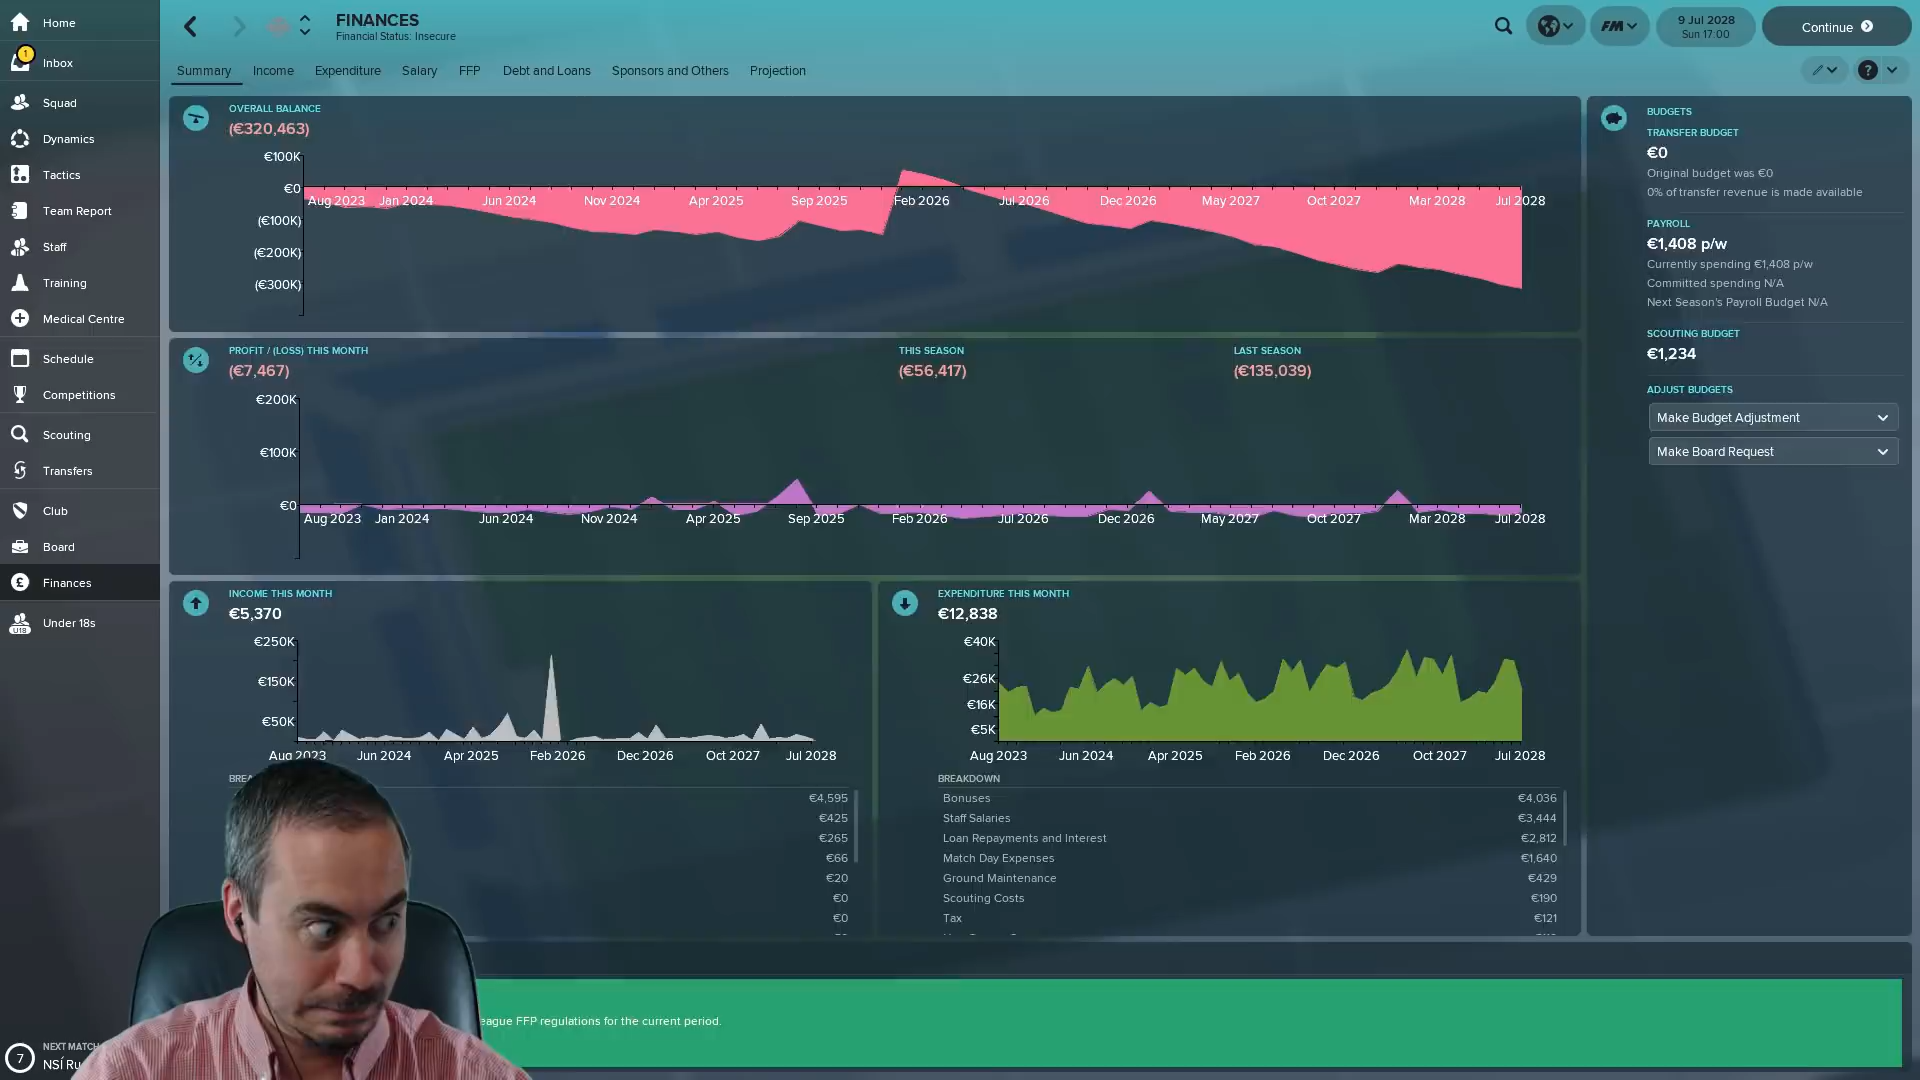 Home
1
Inbox
Squad
Dynamics
Tactics
Team Report
Staff
Training
Medical Centre
Schedule
Competitions
Scouting
Transfers
Club
Board
£
Finances
U18
Under 18s
7
NEXT MATCH
NSÍ Ru
FINANCES
Financial Status: Insecure
FM
9 Jul 2028
Sun 17:00
Continue
Summary
Income
Expenditure
Salary
FFP
Debt and Loans
Sponsors and Others
Projection
?
OVERALL BALANCE
(€320,463)
€100K
€0
(€100K)
(€200K)
(€300K)
Aug 2023 Jan 2024 Jun 2024 Nov 2024 Apr 2025 Sep 2025 Feb 2026 Jul 2026 Dec 2026 May 2027 Oct 2027 Mar 2028 Jul 2028
PROFIT / (LOSS) THIS MONTH
(€7,467)
THIS SEASON
(€56,417)
LAST SEASON
(€135,039)
€200K
€100K
€0
Aug 2023 Jan 2024 Jun 2024 Nov 2024 Apr 2025 Sep 2025 Feb 2026 Jul 2026 Dec 2026 May 2027 Oct 2027 Mar 2028 Jul 2028
INCOME THIS MONTH
€5,370
€250K
€150K
€50K
Aug 2023 Jun 2024 Apr 2025 Feb 2026 Dec 2026 Oct 2027 Jul 2028
BREA
€4,595
€425
€265
€66
€20
€0
€0
EXPENDITURE THIS MONTH
€12,838
€40K
€26K
€16K
€5K
Aug 2023 Jun 2024 Apr 2025 Feb 2026 Dec 2026 Oct 2027 Jul 2028
BREAKDOWN
Bonuses €4,036
Staff Salaries €3,444
Loan Repayments and Interest €2,812
Match Day Expenses €1,640
Ground Maintenance €429
Scouting Costs €190
Tax €121
BUDGETS
TRANSFER BUDGET
€0
Original budget was €0
0% of transfer revenue is made available
PAYROLL
€1,408 p/w
Currently spending €1,408 p/w
Committed spending N/A
Next Season's Payroll Budget N/A
SCOUTING BUDGET
€1,234
ADJUST BUDGETS
Make Budget Adjustment
Make Board Request
eague FFP regulations for the current period.